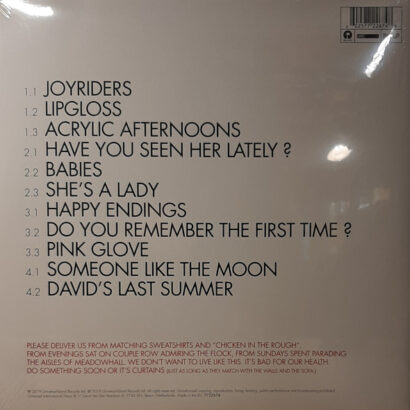 1.1 JOYRIDERS
1.2 LIPGLOSS
1.3 ACRYLIC AFTERNOONS
2.1 HAVE YOU SEEN HER LATELY ?
2.2 BABIES
2.3 SHE'S A LADY
3.1 HAPPY ENDINGS
3.2 DO YOU REMEMBER THE FIRST TIME ?
3.3 PINK GLOVE
4.1 SOMEONE LIKE THE MOON
4.2 DAVID'S LAST SUMMER
PLEASE DELIVER US FROM MATCHING SWEATSHIRTS AND "CHICKEN IN THE ROUGH".
FROM EVENINGS SAT ON COUPLE ROW ADMIRING THE FLOCK, FROM SUNDAYS SPENT PARADING
THE AISLES OF MEADOWHALL. WE DON'T WANT TO LIVE LIKE THIS. IT'S BAD FOR OUR HEALTH.
DO SOMETHING SOON OR IT'S CURTAINS. (JUST AS LONG AS THEY MATCH WITH THE WALLS AND THE SOFA.)